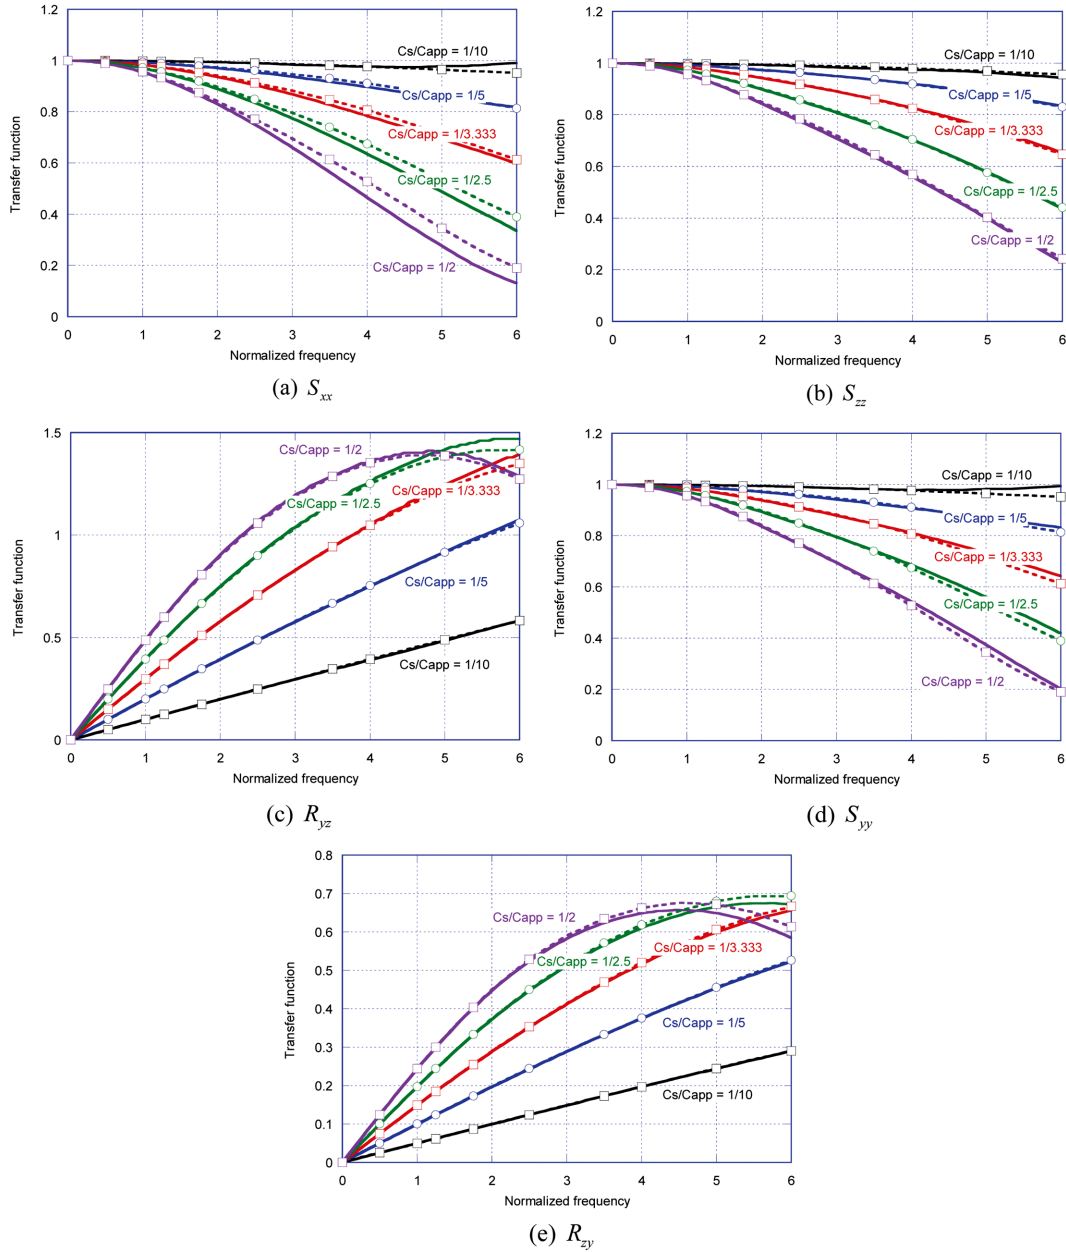 1.2
1
0.8
0.6
0.4
0.2
0
Transfer function
Cs/Capp = 1/10
Cs/Capp = 1/5
Cs/Capp = 1/3.333
Cs/Capp = 1/2.5
Cs/Capp = 1/2
0 1 2 3 4 5 6
Normalized frequency
(a) Sxx
1.2
1
0.8
0.6
0.4
0.2
0
Transfer function
Cs/Capp = 1/10
Cs/Capp = 1/5
Cs/Capp = 1/3.333
Cs/Capp = 1/2.5
Cs/Capp = 1/2
0 1 2 3 4 5 6
Normalized frequency
(b) Szz
1.5
1
0.5
0
Transfer function
Cs/Capp = 1/2
Cs/Capp = 1/3.333
Cs/Capp = 1/2.5
Cs/Capp = 1/5
Cs/Capp = 1/10
0 1 2 3 4 5 6
Normalized frequency
(c) Ryz
1.2
1
0.8
0.6
0.4
0.2
0
Transfer function
Cs/Capp = 1/10
Cs/Capp = 1/5
Cs/Capp = 1/3.333
Cs/Capp = 1/2.5
Cs/Capp = 1/2
0 1 2 3 4 5 6
Normalized frequency
(d) Syy
0.8
0.7
0.6
0.5
0.4
0.3
0.2
0.1
0
Transfer function
Cs/Capp = 1/2
Cs/Capp = 1/3.333
Cs/Capp = 1/2.5
Cs/Capp = 1/5
Cs/Capp = 1/10
0 1 2 3 4 5 6
Normalized frequency
(e) Rzy